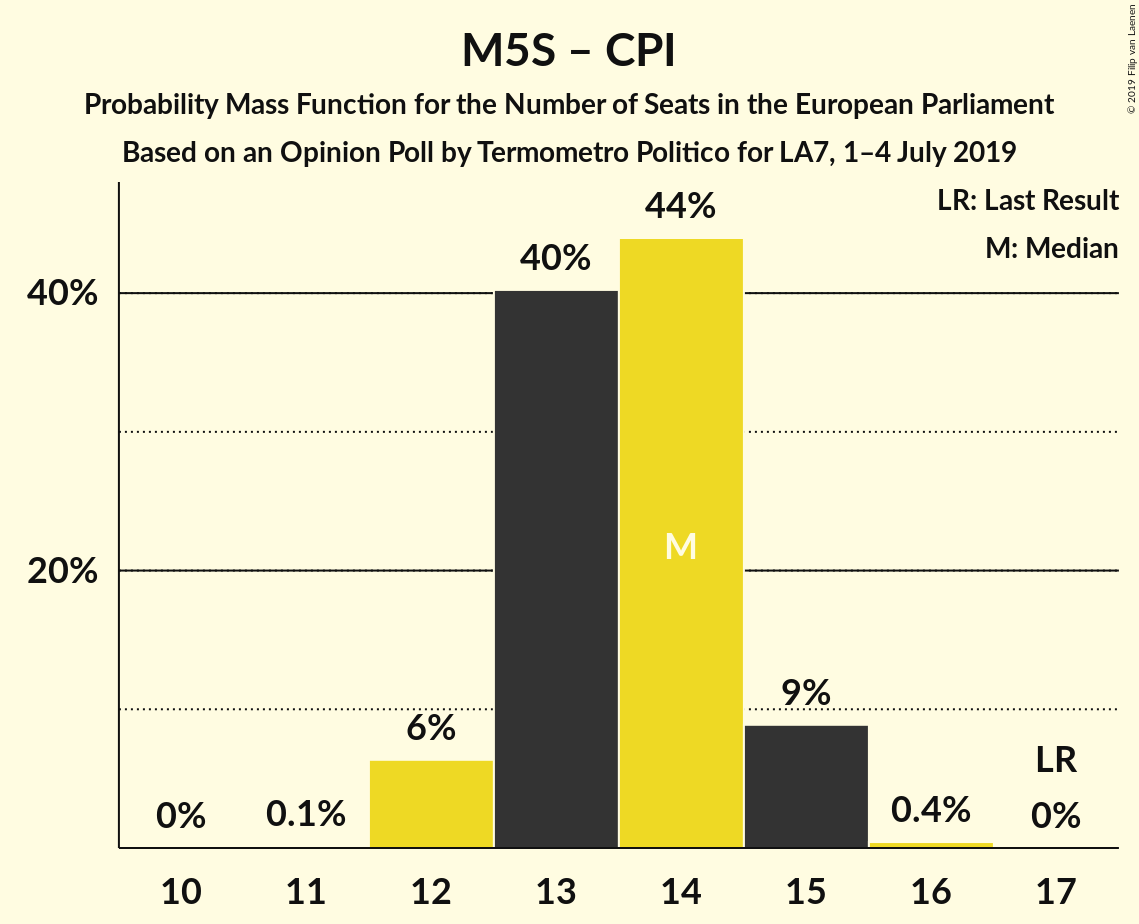 M5S – CPI
Probability Mass Function for the Number of Seats in the European Parliament
Based on an Opinion Poll by Termometro Politico for LA7, 1–4 July 2019
© 2019 Filip van Laenen
LR: Last Result
M: Median
44%
40%
40%
M
20%
9%
6%
LR
0%
0.1%
0.4%
0%
10 11 12 13 14 15 16 17